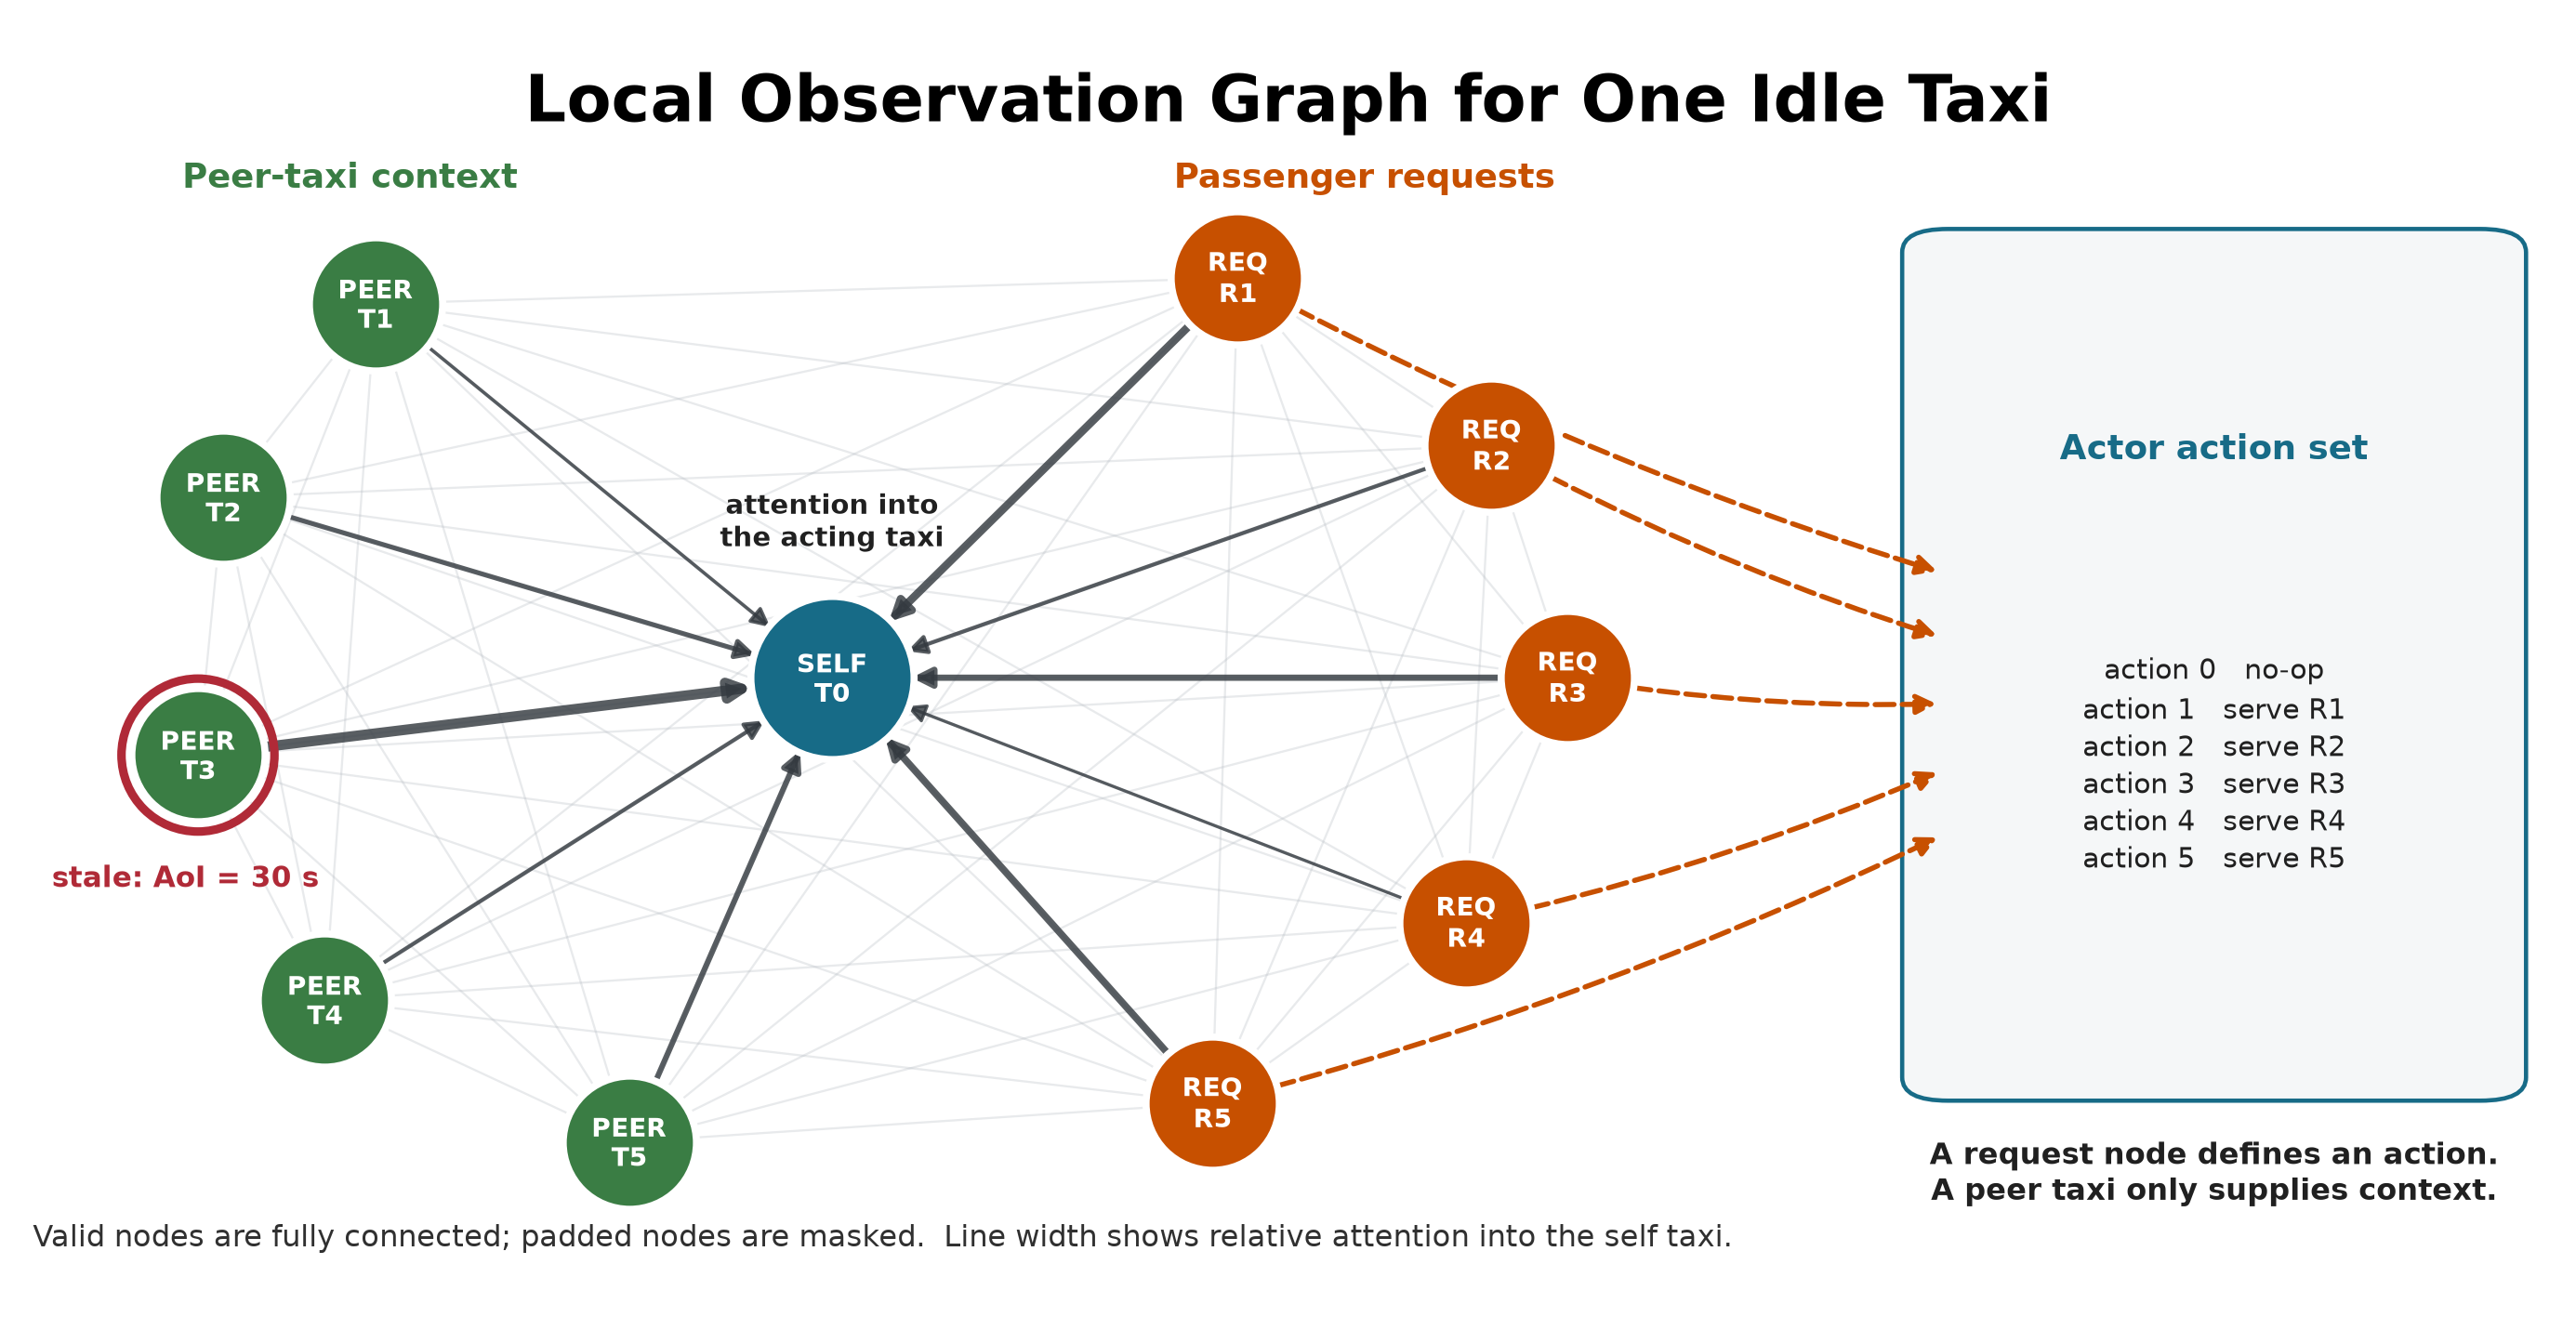 Local Observation Graph for One Idle Taxi
Peer-taxi context
Passenger requests
PEER
T1
PEER
T2
PEER
T3
stale: AoI = 30 s
PEER
T4
PEER
T5
attention into
the acting taxi
SELF
T0
REQ
R1
REQ
R2
REQ
R3
REQ
R4
REQ
R5
Actor action set
action 0 no-op
action 1 serve R1
action 2 serve R2
action 3 serve R3
action 4 serve R4
action 5 serve R5
A request node defines an action.
A peer taxi only supplies context.
Valid nodes are fully connected; padded nodes are masked. Line width shows relative attention into the self taxi.